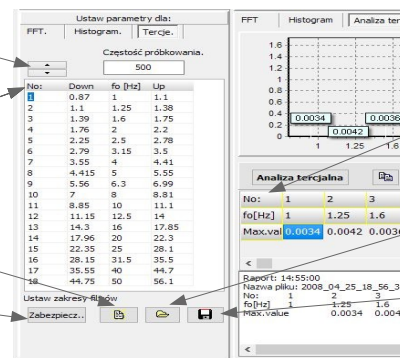 Ustaw parametry dla:
FFT. Histogram. Tercje.
Częstość próbkowania.
500
No: Down fo [Hz] Up
1 0.87 1 1.1
2 1.1 1.25 1.38
3 1.39 1.6 1.75
4 1.76 2 2.2
5 2.25 2.5 2.78
6 2.79 3.15 3.5
7 3.55 4 4.41
8 4.415 5 5.55
9 5.56 6.3 6.99
10 7 8 8.81
11 8.85 10 11.1
12 11.15 12.5 14
13 14.3 16 17.85
14 17.96 20 22.3
15 22.35 25 28.1
16 28.15 31.5 35.5
17 35.55 40 44.7
18 44.75 50 56.1
Ustaw zakresy filtrów
Zabezpiecz..
FFT Histogram Analiza ter
1.6
1.4
1.2
1
0.8
0.6
0.4
0.2
0
0.0034 0.0042 0.0036
1 1.25 1.6
Analiza tercjalna
No: 1 2 3
fo[Hz] 1 1.25 1.6
Max.val 0.0034 0.0042 0.0036
Raport: 14:55:00
Nazwa pliku: 2008_04_25_18_56_3
No: 1 2 3
fo[Hz] 1 1.25 1.6
Max.value 0.0034 0.004